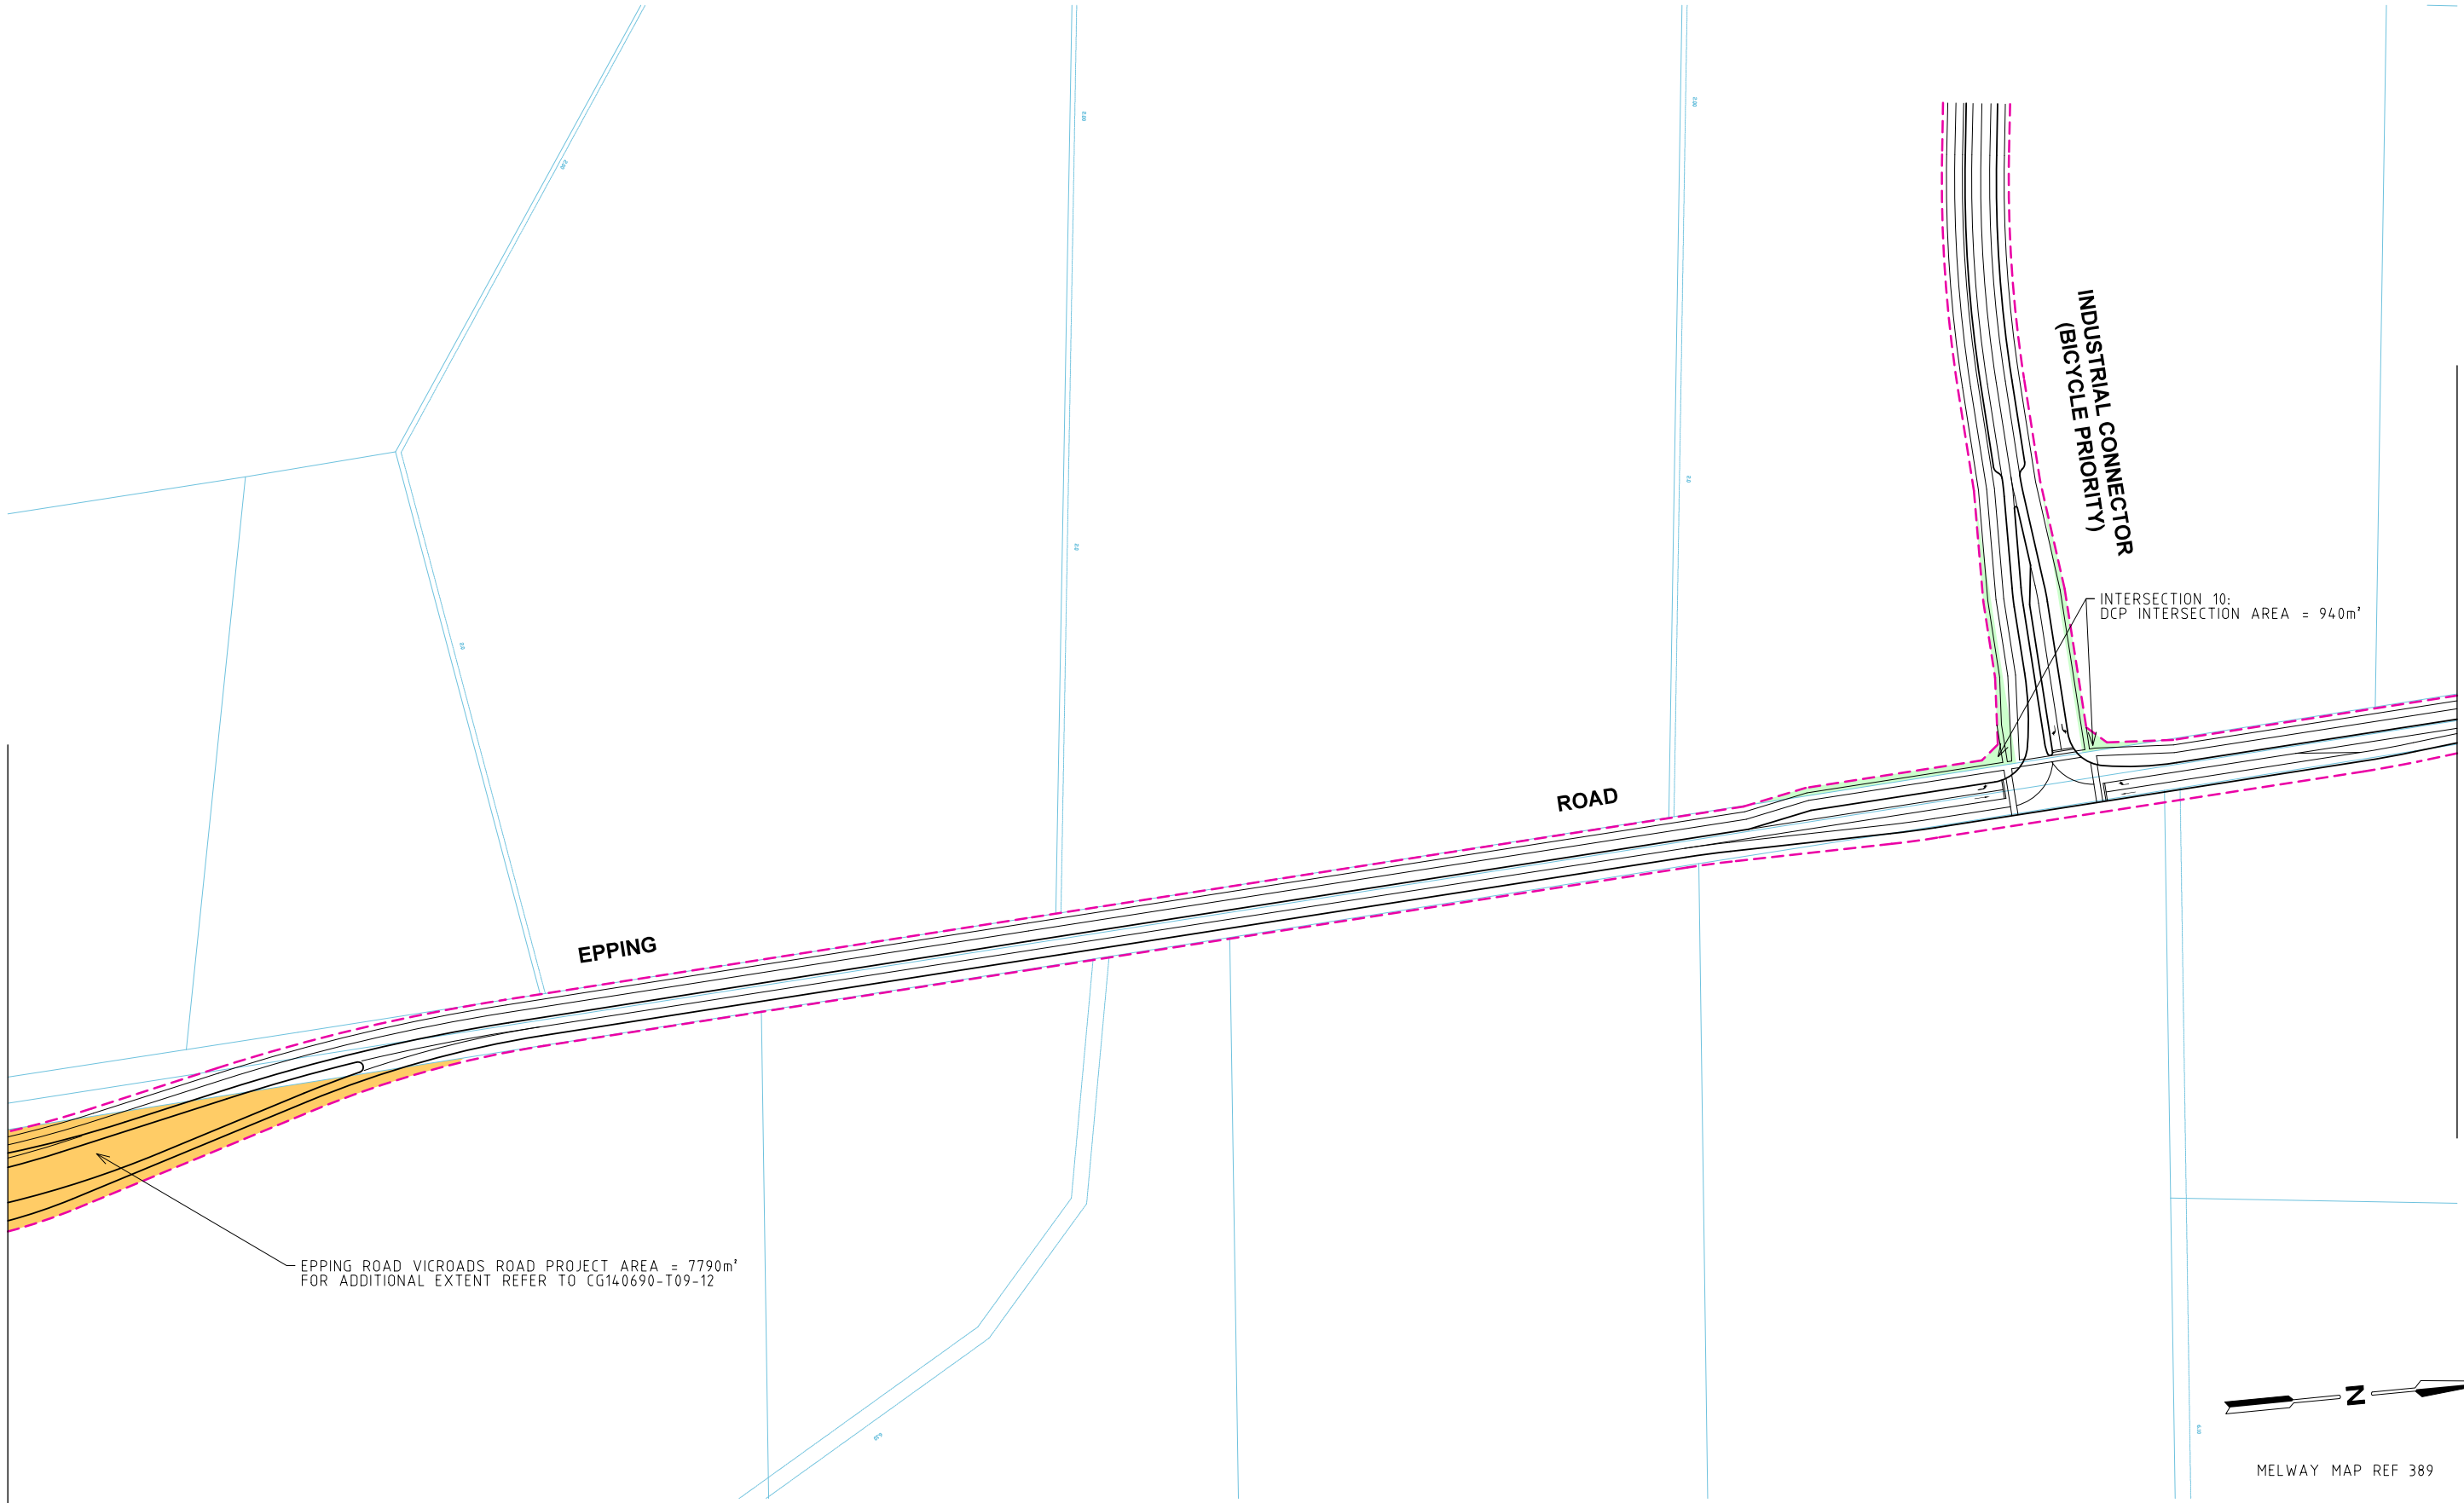 INDUSTRIAL CONNECTOR
(BICYCLE PRIORITY)
INTERSECTION 10:
DCP INTERSECTION AREA = 940m²
ROAD
EPPING
EPPING ROAD VICROADS ROAD PROJECT AREA = 7790m²
FOR ADDITIONAL EXTENT REFER TO CG140690-T09-12
N
MELWAY MAP REF 389